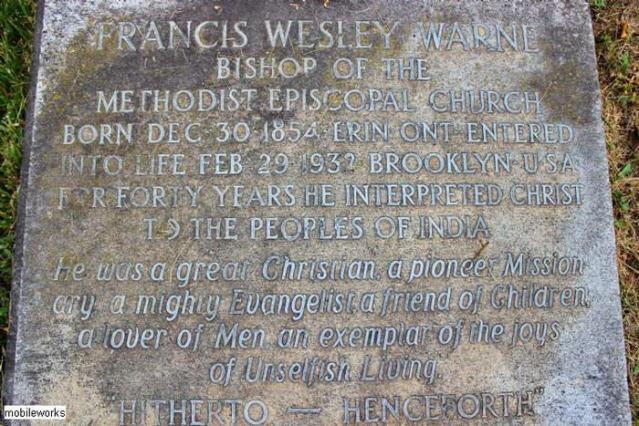 FRANCIS WESLEY WARNE
BISHOP OF THE
METHODIST EPISCOPAL CHURCH
BORN DEC 30 1854 ERIN ONT ENTERED
INTO LIFE FEB 29 1932 BROOKLYN U S A
FOR FORTY YEARS HE INTERPRETED CHRIST
TO THE PEOPLES OF INDIA
He was a great Christian, a pioneer Mission
ary, a mighty Evangelist, a friend of Children,
a lover of Men, an exemplar of the joys
of Unselfish Living.
"HITHERTO — HENCEFORTH"
mobileworks